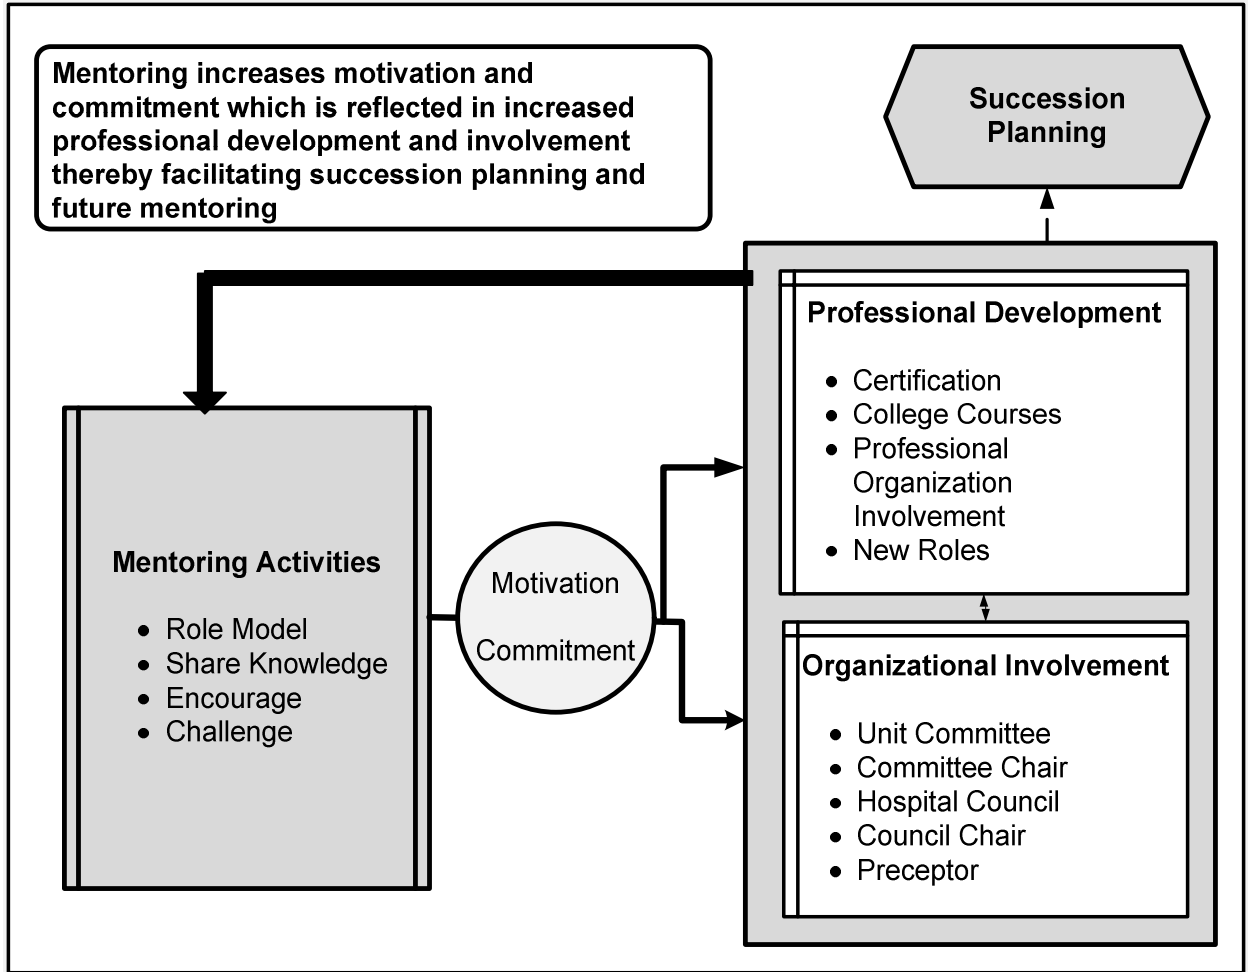 Mentoring increases motivation and
commitment which is reflected in increased
professional development and involvement
thereby facilitating succession planning and
future mentoring
Succession
Planning
Professional Development
• Certification
• College Courses
• Professional
Organization
Involvement
• New Roles
Mentoring Activities
• Role Model
• Share Knowledge
• Encourage
• Challenge
Motivation
Commitment
Organizational Involvement
• Unit Committee
• Committee Chair
• Hospital Council
• Council Chair
• Preceptor